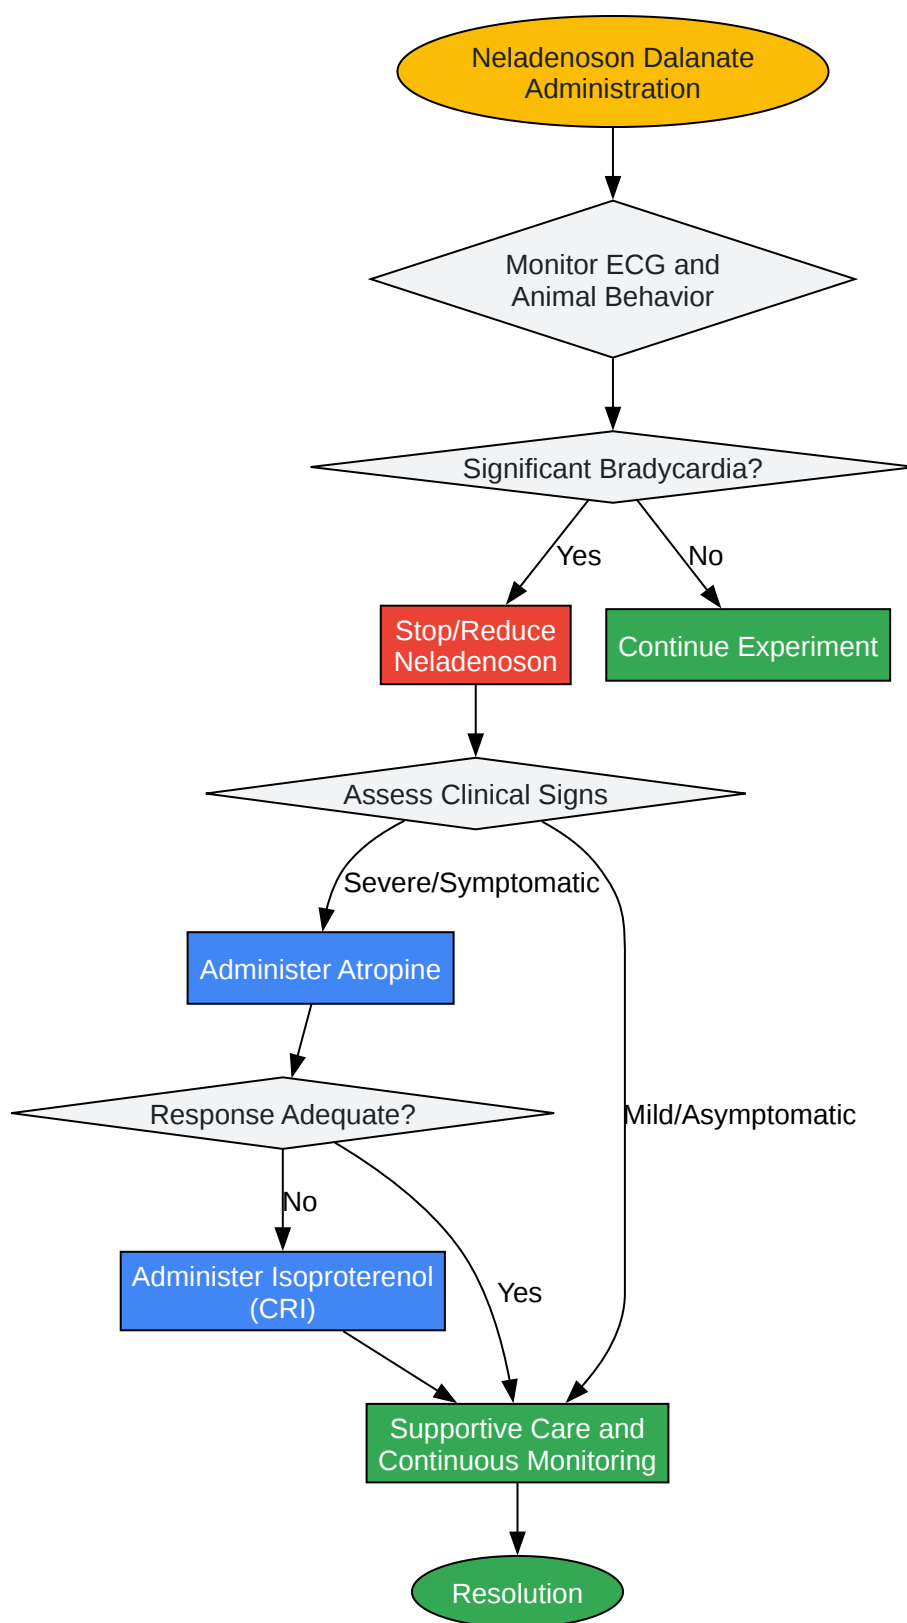 Neladenoson Dalanate
Administration
Monitor ECG and
Animal Behavior
Significant Bradycardia?
Yes
No
Stop/Reduce
Neladenoson
Continue Experiment
Assess Clinical Signs
Severe/Symptomatic
Administer Atropine
Response Adequate?
Mild/Asymptomatic
No
Administer Isoproterenol
(CRI)
Yes
Supportive Care and
Continuous Monitoring
Resolution